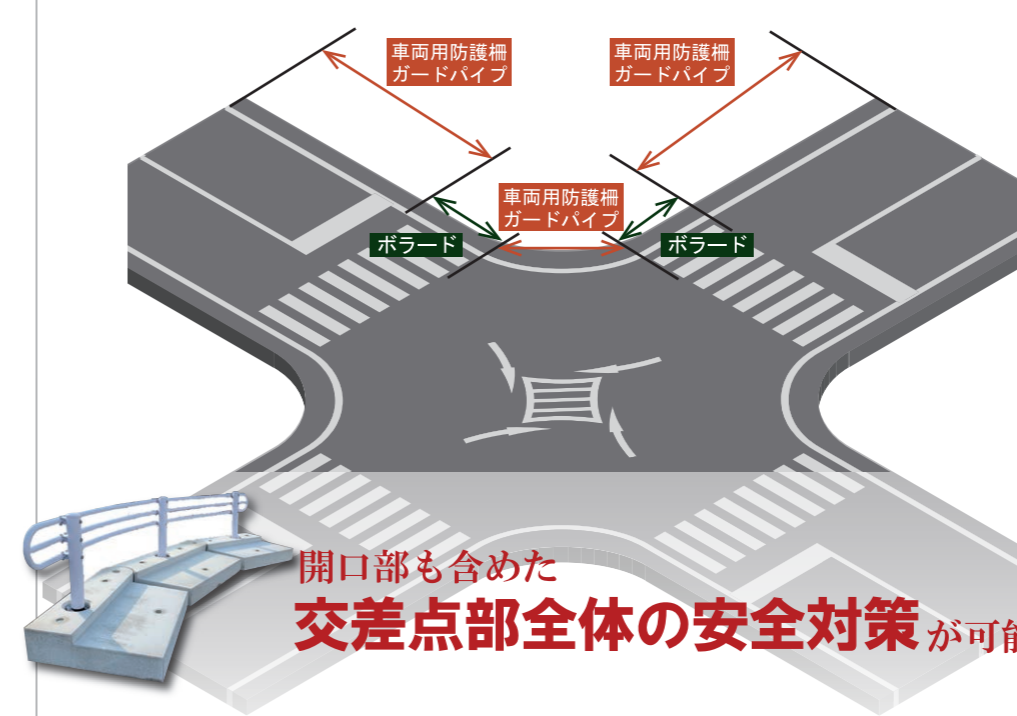 車両用防護柵
ガードパイプ
車両用防護柵
ガードパイプ
車両用防護柵
ガードパイプ
ボラード
ボラード
開口部も含めた
交差点部全体の安全対策が可能